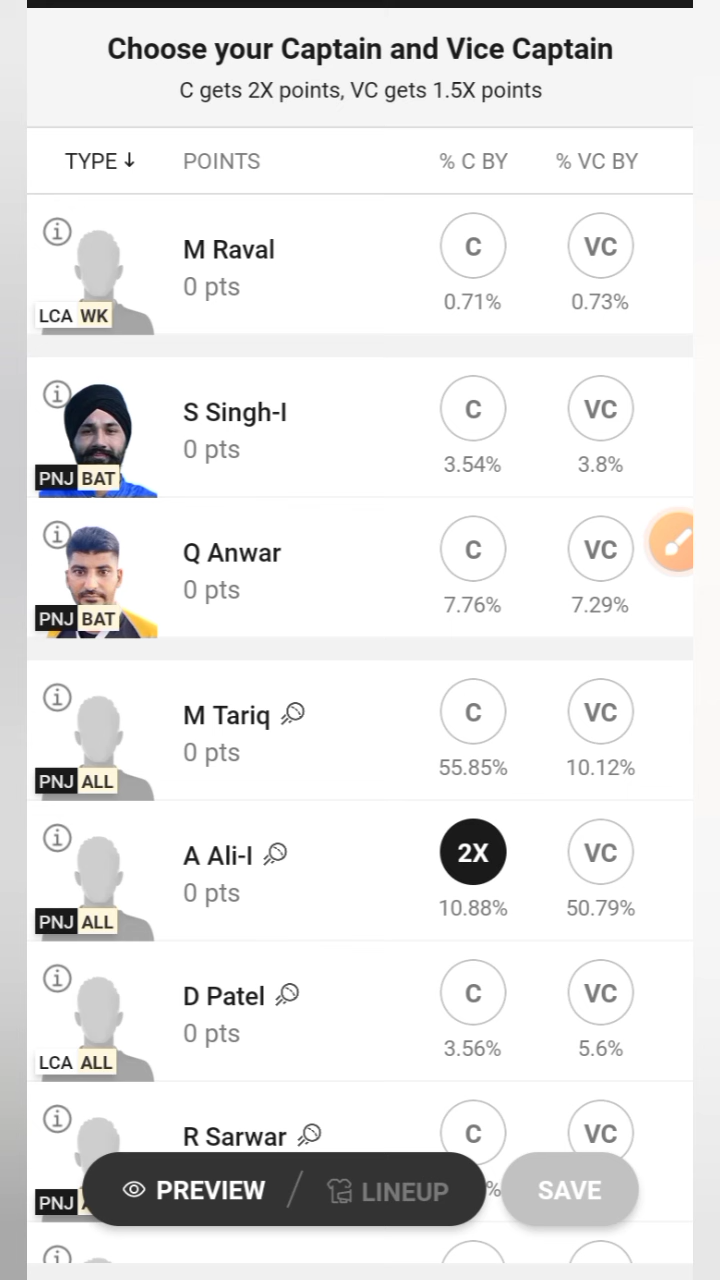 Choose your Captain and Vice Captain
C gets 2X points, VC gets 1.5X points
TYPE ↓ POINTS % C BY % VC BY
M Raval
0 pts
LCA WK
C VC
0.71% 0.73%
S Singh-I
0 pts
PNJ BAT
C VC
3.54% 3.8%
Q Anwar
0 pts
PNJ BAT
C VC
7.76% 7.29%
M Tariq
0 pts
PNJ ALL
C VC
55.85% 10.12%
A Ali-I
0 pts
PNJ ALL
2X VC
10.88% 50.79%
D Patel
0 pts
LCA ALL
C VC
3.56% 5.6%
R Sarwar
PNJ
C VC
%
PREVIEW / LINEUP SAVE